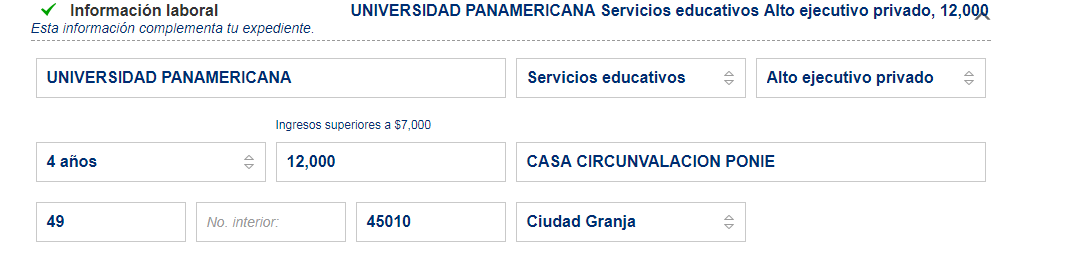 Información laboral UNIVERSIDAD PANAMERICANA Servicios educativos Alto ejecutivo privado, 12,000
Esta información complementa tu expediente.
UNIVERSIDAD PANAMERICANA Servicios educativos Alto ejecutivo privado
Ingresos superiores a $7,000
4 años 12,000 CASA CIRCUNVALACION PONIE
49 No. interior: 45010 Ciudad Granja